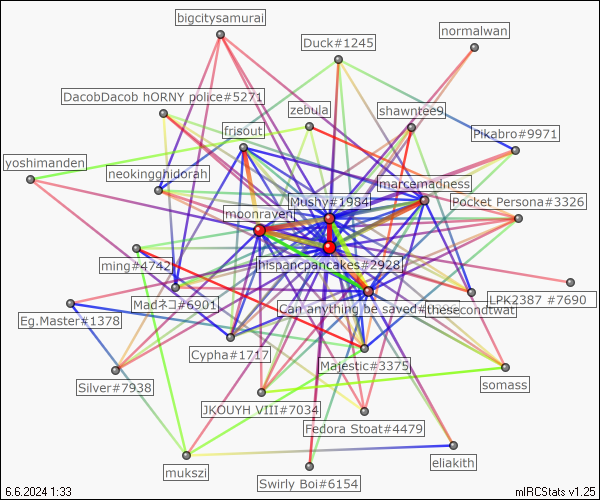 bigcitysamurai
normalwan
Duck#1245
DacobDacob hORNY police#5271
zebula
shawntee9
frisout
Pikabro#9971
yoshimanden
neokingghidorah
marcemadness
Mushy#1984
Pocket Persona#3326
moonraven
ming#4742
hispancpancakes#2928
Madネコ#6901
LPK2387 #7690
Can anything be saved
thesecondtwat
Eg.Master#1378
Cypha#1717
Majestic#3375
Silver#7938
somass
JKOUYH VIII#7034
Fedora Stoat#4479
mukszi
eliakith
Swirly Boi#6154
6.6.2024 1:33
mIRCStats v1.25